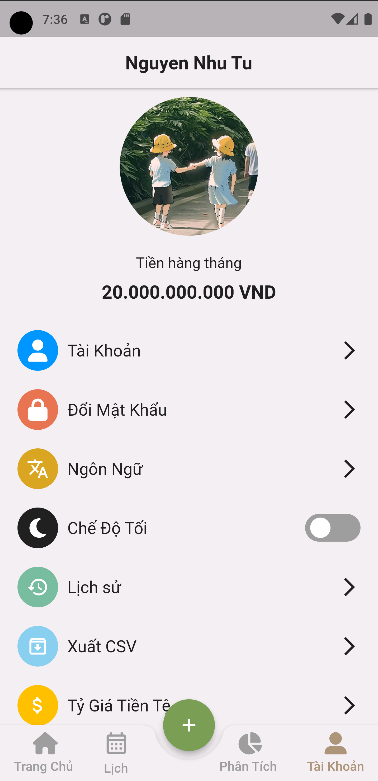 7:36
Nguyen Nhu Tu
Tiền hàng tháng
20.000.000.000 VND
Tài Khoản
Đổi Mật Khẩu
Ngôn Ngữ
Chế Độ Tối
Lịch sử
Xuất CSV
Tỷ Giá Tiền Tệ
Trang Chủ
Lịch
Phân Tích
Tài Khoản